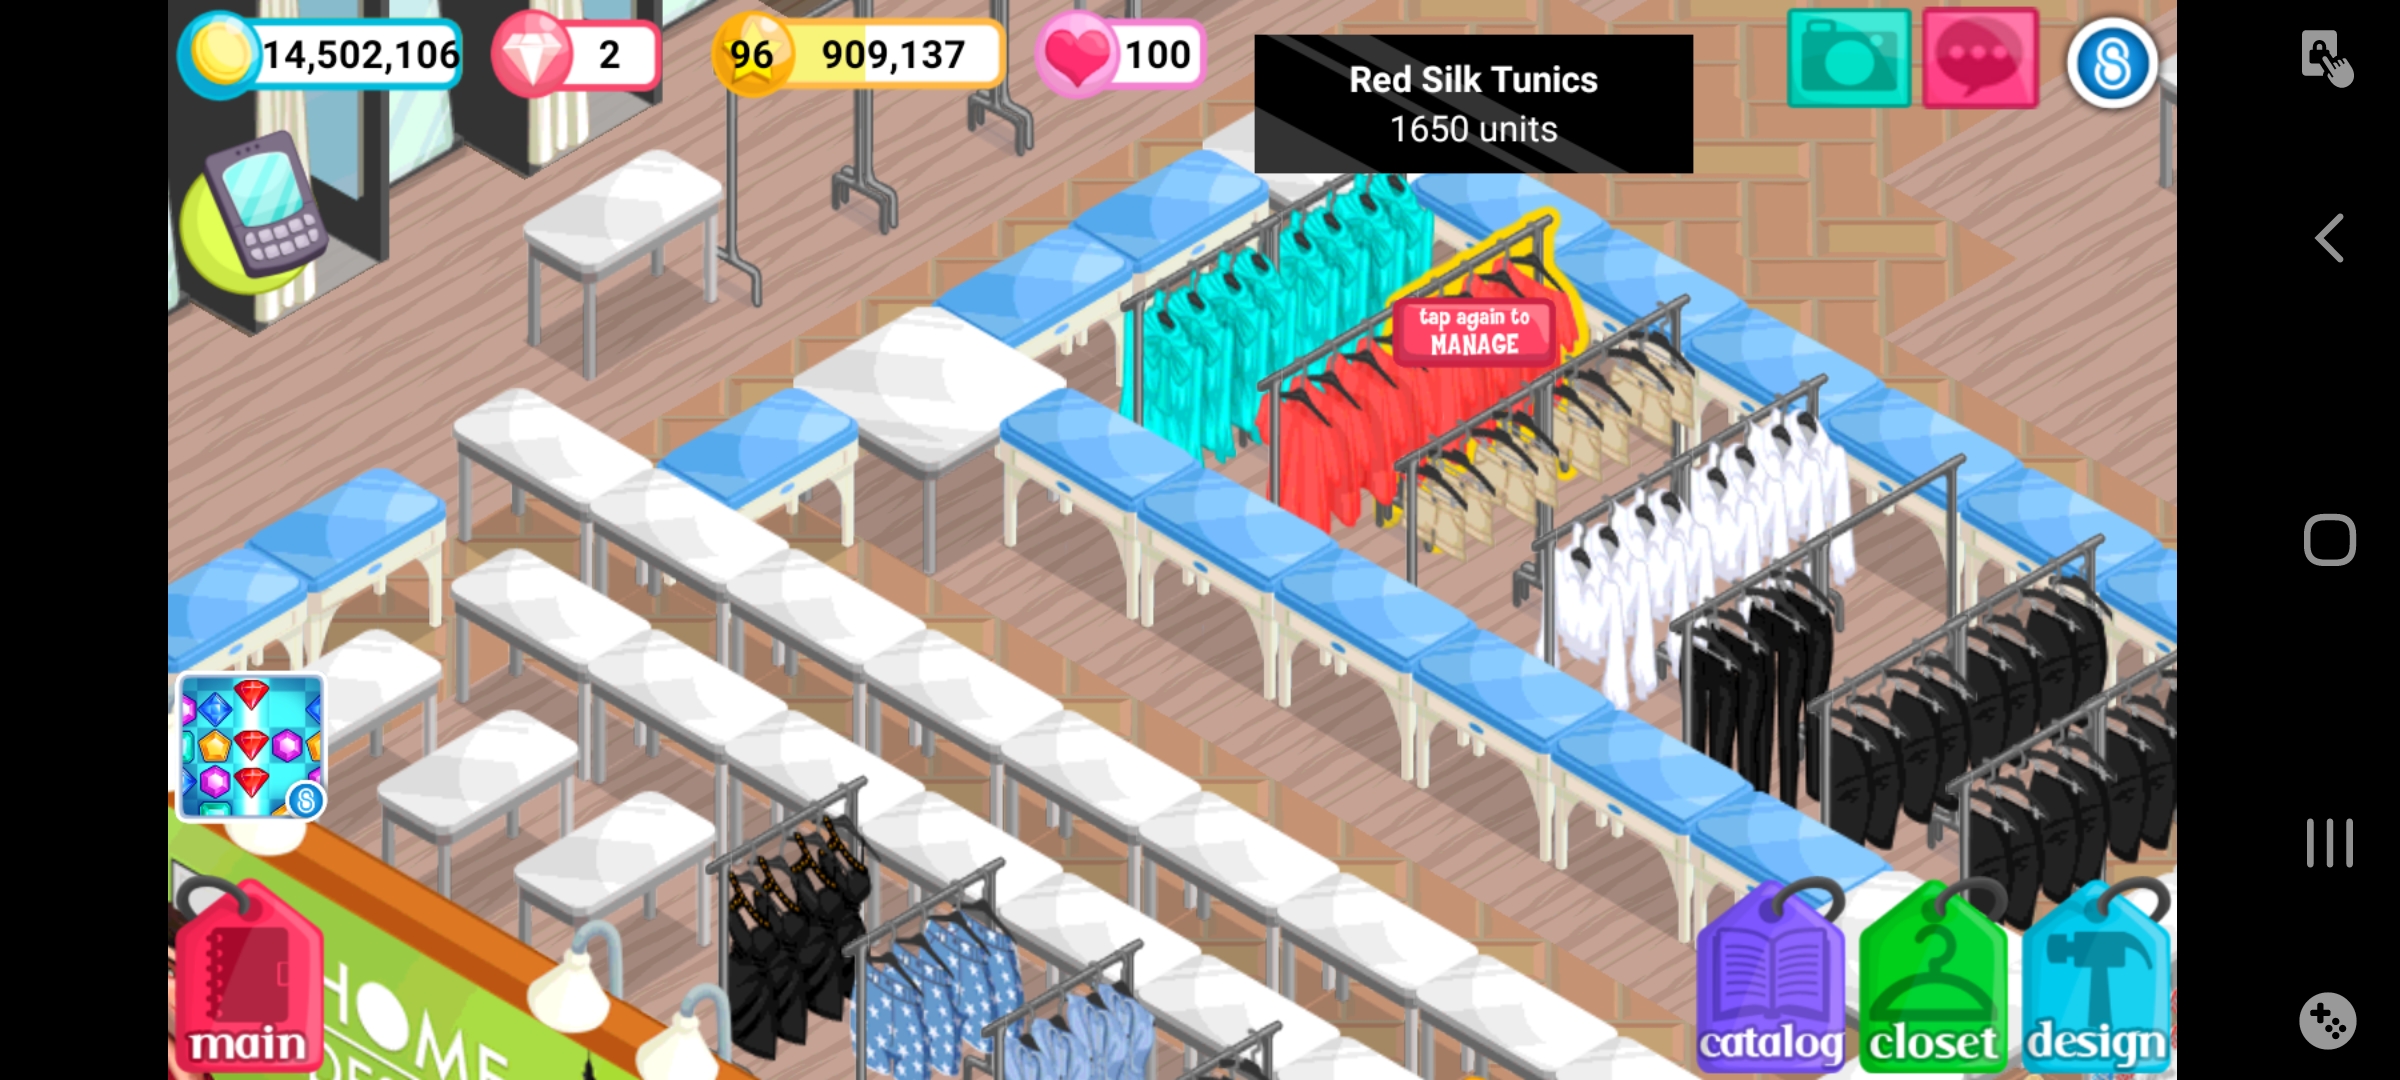 14,502,106
2
96 909,137
100
Red Silk Tunics
1650 units
tap again to
MANAGE
HOME
main
catalog
closet
design